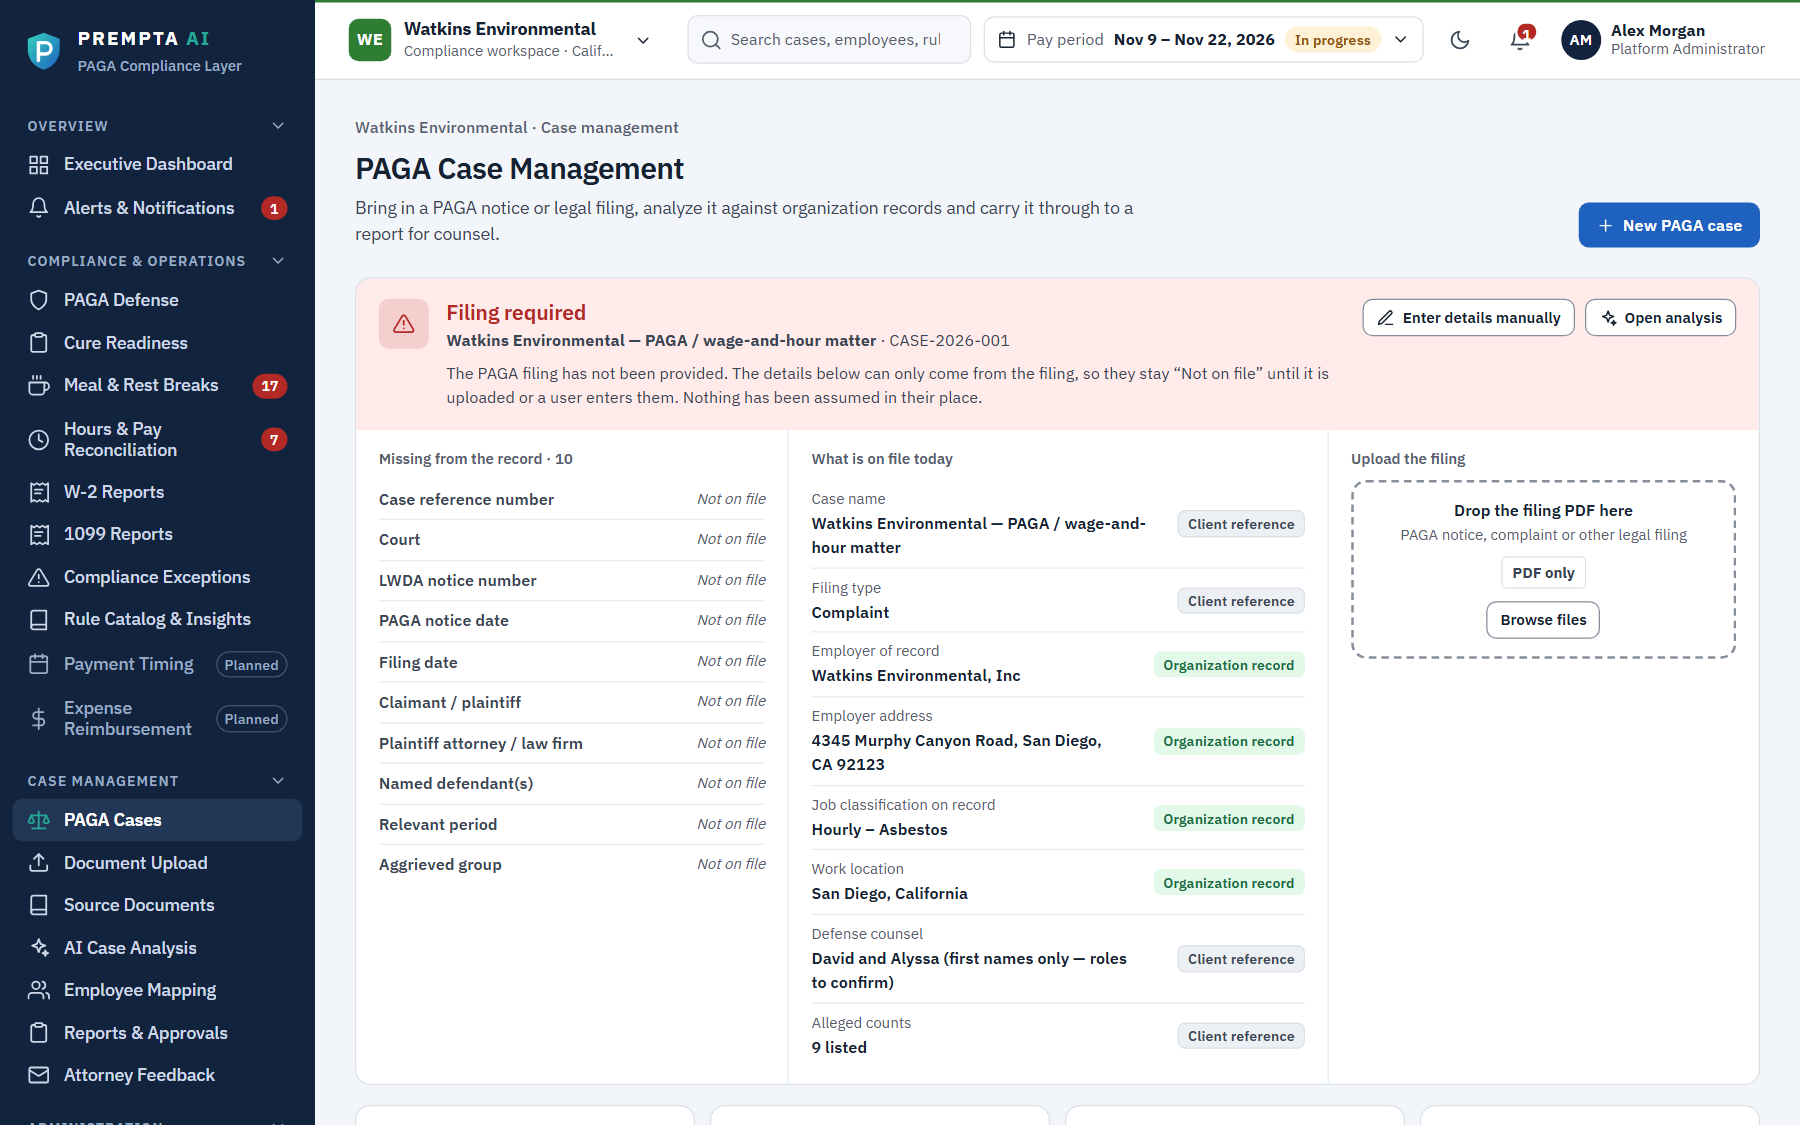 PREMPTA AI
PAGA Compliance Layer
OVERVIEW
Executive Dashboard
Alerts & Notifications
1
COMPLIANCE & OPERATIONS
PAGA Defense
Cure Readiness
Meal & Rest Breaks
17
Hours & Pay
Reconciliation
7
W-2 Reports
1099 Reports
Compliance Exceptions
Rule Catalog & Insights
Payment Timing
Planned
Expense
Reimbursement
Planned
CASE MANAGEMENT
PAGA Cases
Document Upload
Source Documents
AI Case Analysis
Employee Mapping
Reports & Approvals
Attorney Feedback
WE
Watkins Environmental
Compliance workspace · Calif...
Search cases, employees, rul
Pay period Nov 9 – Nov 22, 2026 In progress
1
AM
Alex Morgan
Platform Administrator
Watkins Environmental · Case management
PAGA Case Management
Bring in a PAGA notice or legal filing, analyze it against organization records and carry it through to a
report for counsel.
New PAGA case
Filing required
Watkins Environmental — PAGA / wage-and-hour matter · CASE-2026-001
The PAGA filing has not been provided. The details below can only come from the filing, so they stay “Not on file” until it is
uploaded or a user enters them. Nothing has been assumed in their place.
Enter details manually
Open analysis
Missing from the record · 10
Case reference number Not on file
Court Not on file
LWDA notice number Not on file
PAGA notice date Not on file
Filing date Not on file
Claimant / plaintiff Not on file
Plaintiff attorney / law firm Not on file
Named defendant(s) Not on file
Relevant period Not on file
Aggrieved group Not on file
What is on file today
Case name
Watkins Environmental — PAGA / wage-and-
hour matter
Client reference
Filing type
Complaint
Client reference
Employer of record
Watkins Environmental, Inc
Organization record
Employer address
4345 Murphy Canyon Road, San Diego,
CA 92123
Organization record
Job classification on record
Hourly – Asbestos
Organization record
Work location
San Diego, California
Organization record
Defense counsel
David and Alyssa (first names only — roles
to confirm)
Client reference
Alleged counts
9 listed
Client reference
Upload the filing
Drop the filing PDF here
PAGA notice, complaint or other legal filing
PDF only
Browse files